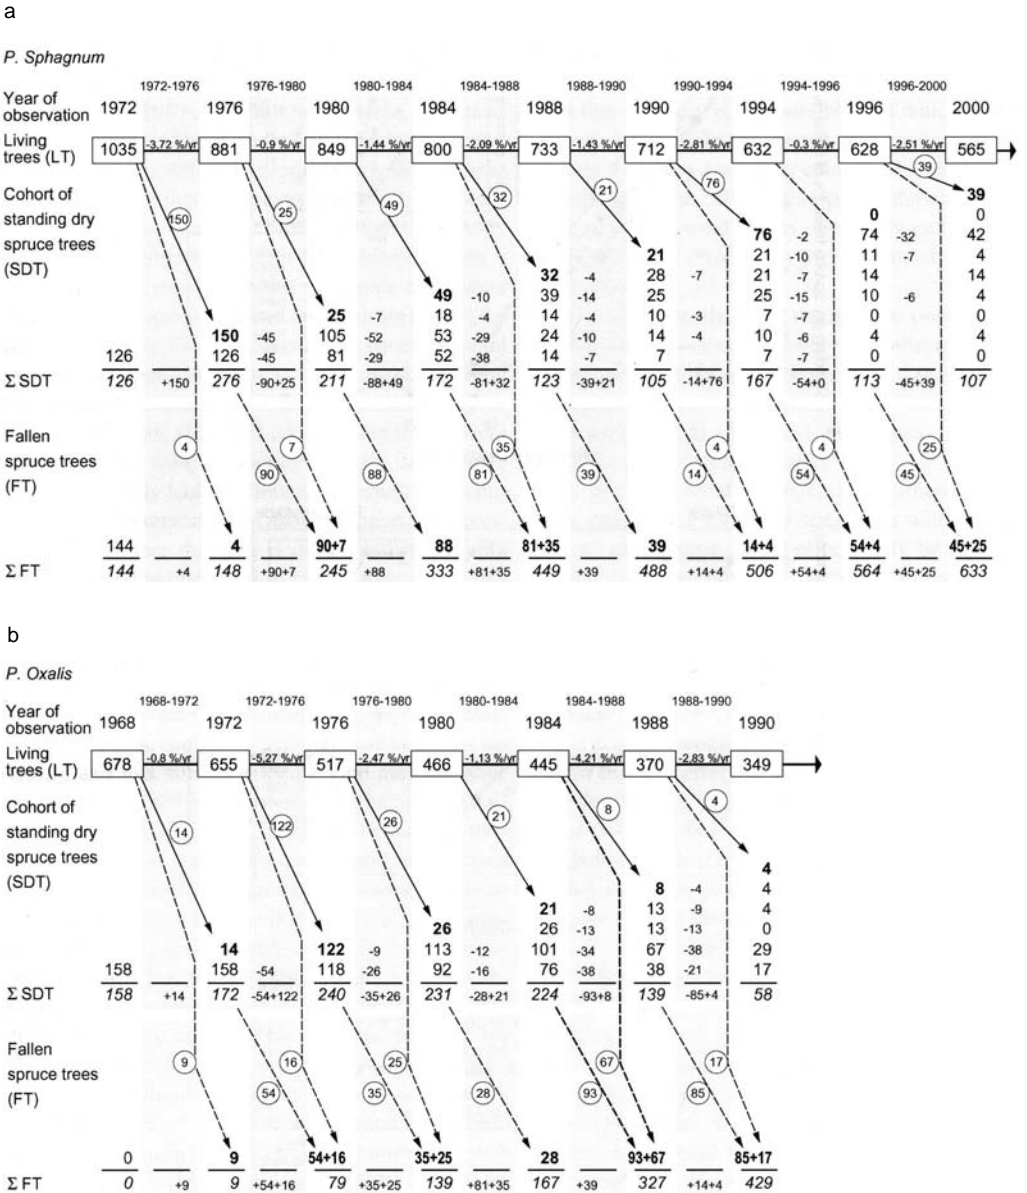 a
P. Sphagnum
1972-1976 1976-1980 1980-1984 1984-1988 1988-1990 1990-1994 1994-1996 1996-2000
Year of
observation 1972 1976 1980 1984 1988 1990 1994 1996 2000
Living
trees (LT) 1035 -3,72 %/yr 881 -0,9 %/yr 849 -1,44 %/yr 800 -2,09 %/yr 733 -1,43 %/yr 712 -2,81 %/yr 632 -0,3 %/yr 628 -2,51 %/yr 565
39
76
21
32
Cohort of 39
49
25
150
standing dry 0 0
spruce trees 76 -2 74 -32 42
(SDT) 21 21 -10 11 -7 4
32 -4 28 -7 21 -7 14 14
49 -10 39 -14 25 25 -15 10 -6 4
25 -7 18 -4 14 -4 10 -3 7 -7 0 0
150 -45 105 -52 53 -29 24 -10 14 -4 10 -6 4 4
126 126 -45 81 -29 52 -38 14 -7 7 7 -7 0 0
Σ SDT 126 +150 276 -90+25 211 -88+49 172 -81+32 123 -39+21 105 -14+76 167 -54+0 113 -45+39 107
Fallen
4 7 35 4 4 25
spruce trees
(FT) 90 88 81 39 14 54 45
144 4 90+7 88 81+35 39 14+4 54+4 45+25
Σ FT 144 +4 148 +90+7 245 +88 333 +81+35 449 +39 488 +14+4 506 +54+4 564 +45+25 633
b
P. Oxalis
1968-1972 1972-1976 1976-1980 1980-1984 1984-1988 1988-1990
Year of
observation 1968 1972 1976 1980 1984 1988 1990
Living
trees (LT) 678 -0,8 %/yr 655 -5,27 %/yr 517 -2,47 %/yr 466 -1,13 %/yr 445 -4,21 %/yr 370 -2,83 %/yr 349
Cohort of 8 4
standing dry 14 122 26 21
spruce trees
(SDT) 4
8 -4 4
21 -8 13 -9 4
26 26 -13 13 -13 0
14 122 -9 113 -12 101 -34 67 -38 29
158 158 -54 118 -26 92 -16 76 -38 38 -21 17
Σ SDT 158 +14 172 -54+122 240 -35+26 231 -28+21 224 -93+8 139 -85+4 58
Fallen
9 16 25 67 17
spruce trees
(FT) 54 35 28 93 85
0 9 54+16 35+25 28 93+67 85+17
Σ FT 0 +9 9 +54+16 79 +35+25 139 +81+35 167 +39 327 +14+4 429